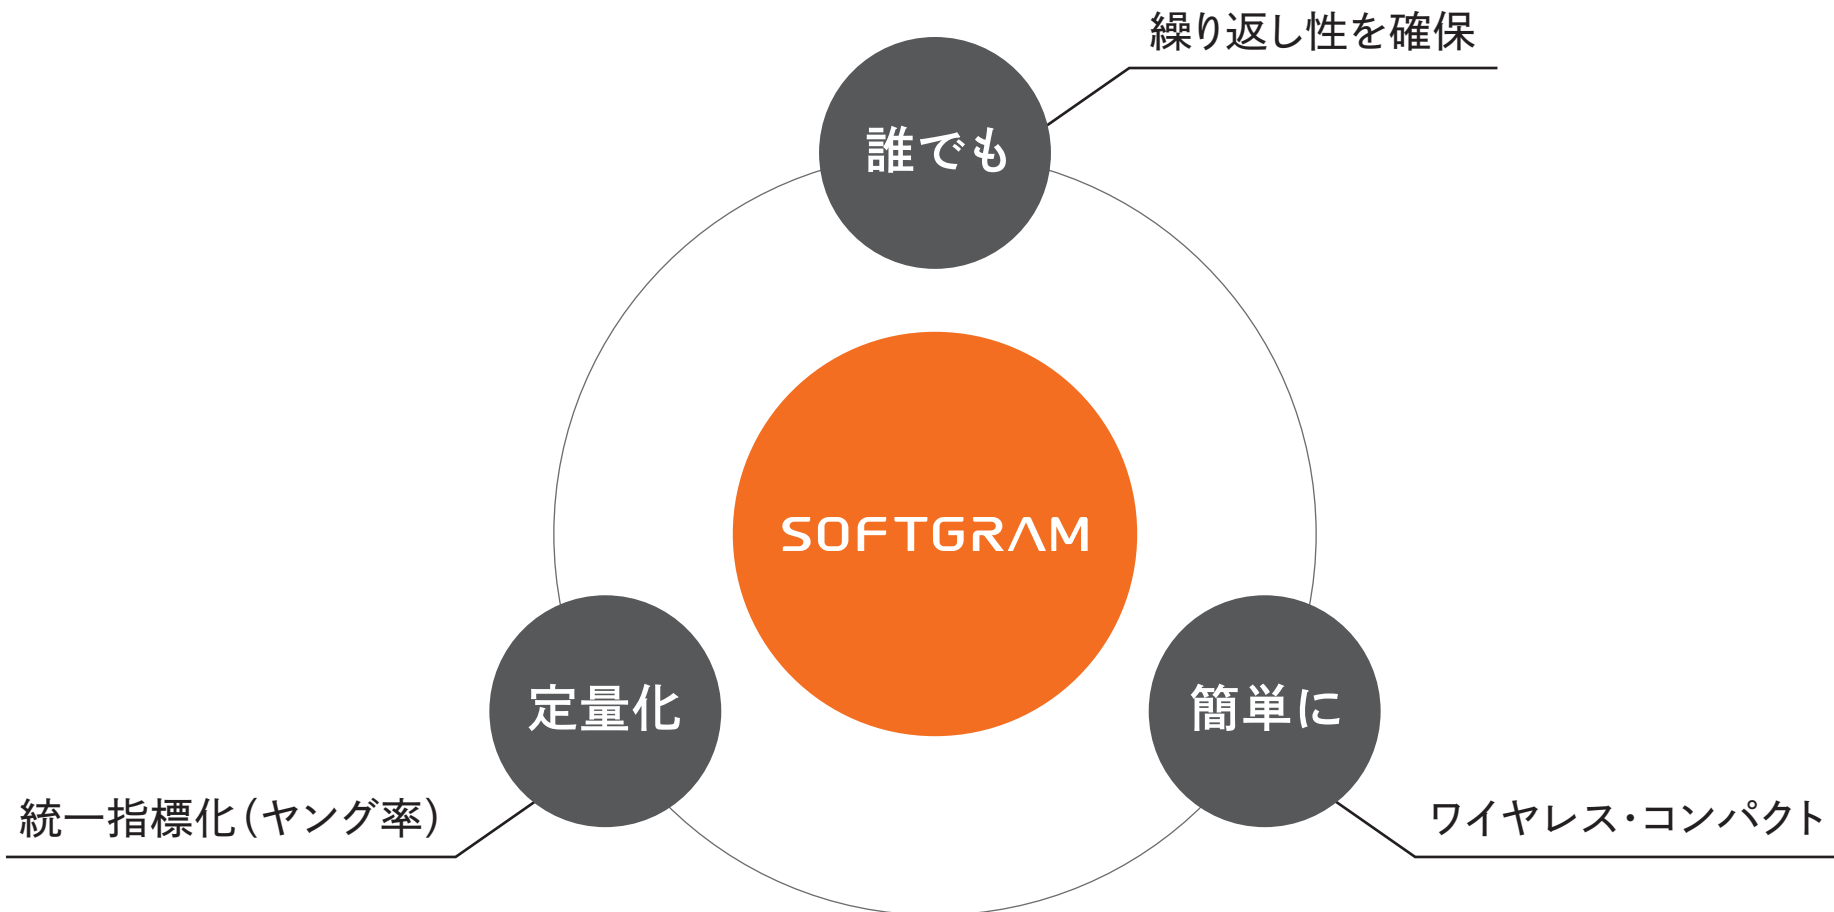 繰り返し性を確保
誰でも
SOFTGRAM
定量化
簡単に
統一指標化(ヤング率)
ワイヤレス・コンパクト